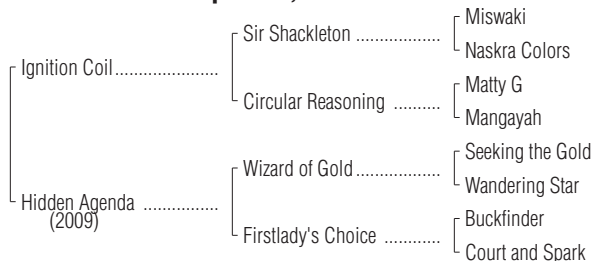 Miswaki
Sir Shackleton ..................
Naskra Colors
Ignition Coil......................
Matty G
Circular Reasoning ..........
Mangayah
Seeking the Gold
Wizard of Gold..................
Wandering Star
Hidden Agenda ................
(2009)
Buckfinder
Firstlady's Choice ............
Court and Spark